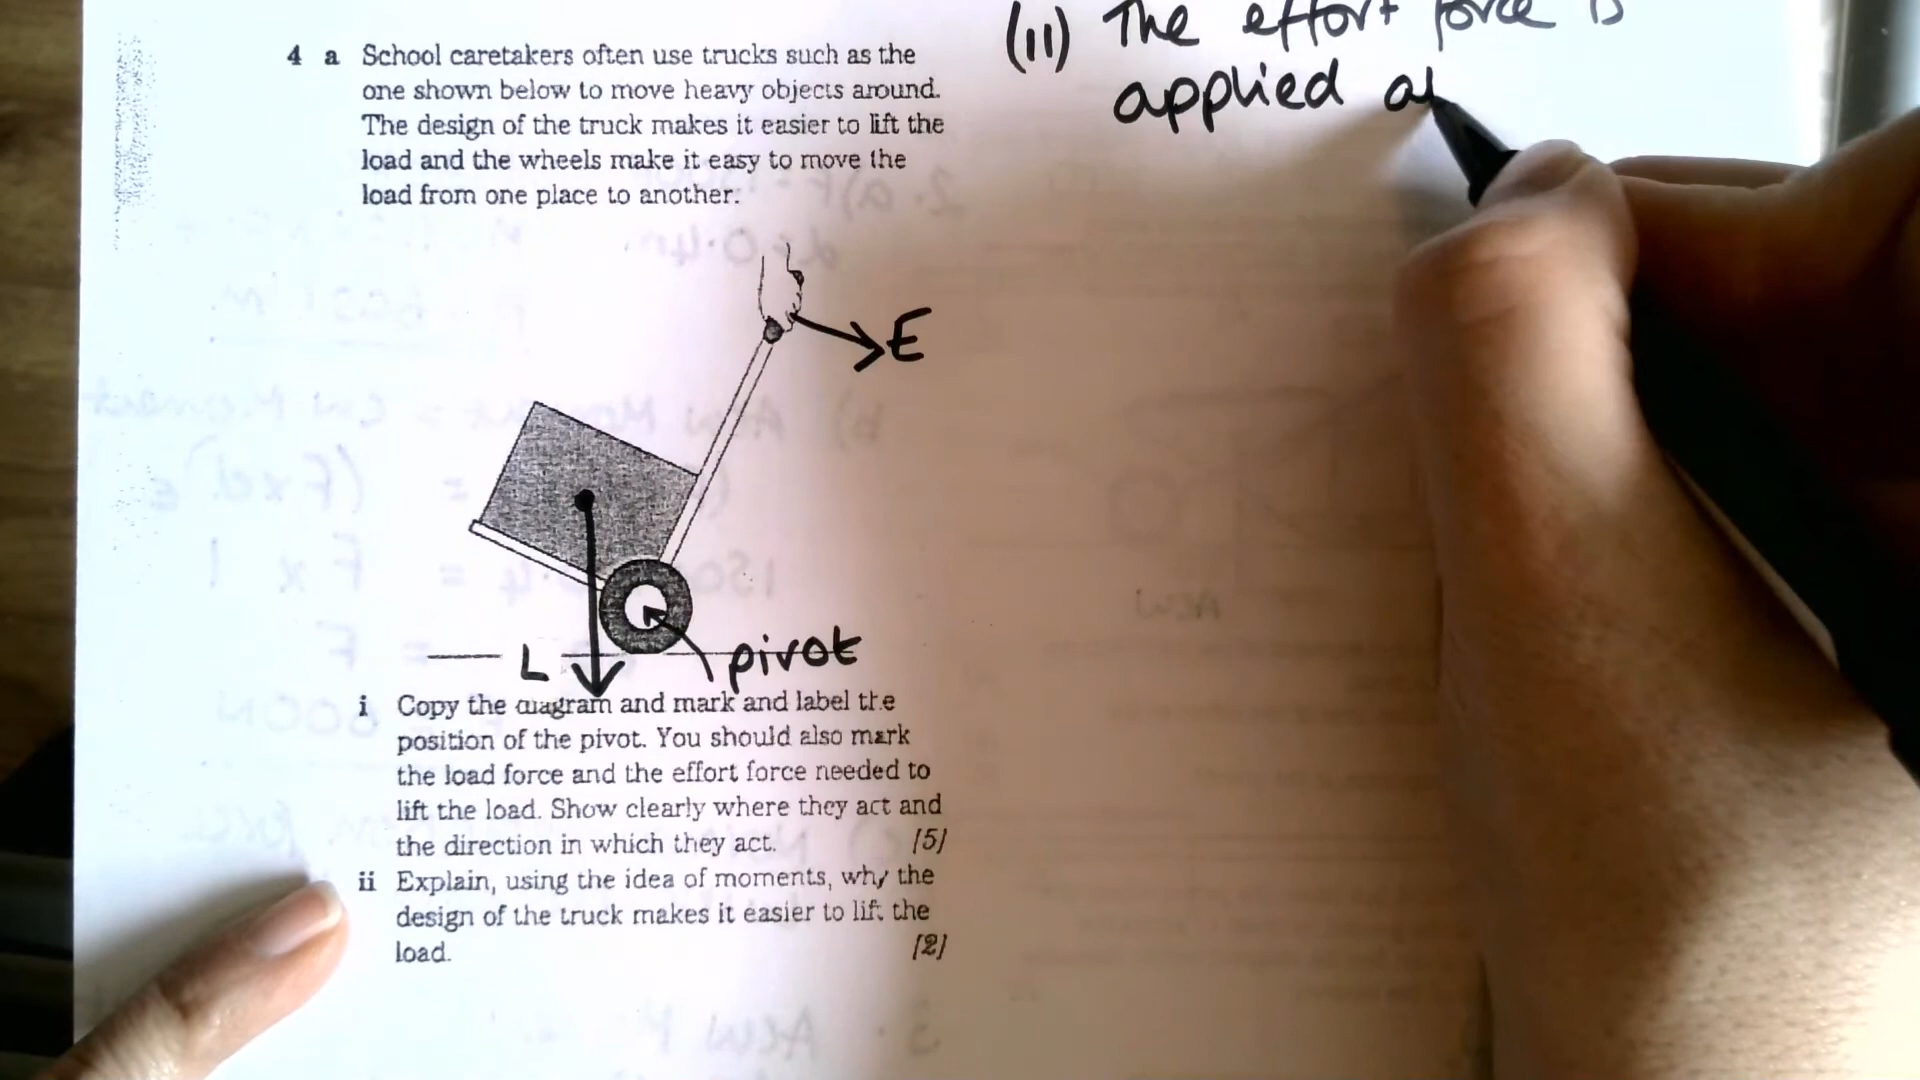 4 a School caretakers often use trucks such as the
one shown below to move heavy objects around.
The design of the truck makes it easier to lift the
load and the wheels make it easy to move the
load from one place to another.
E
L
pivot
i Copy the diagram and mark and label the
position of the pivot. You should also mark
the load force and the effort force needed to
lift the load. Show clearly where they act and
the direction in which they act. [5]
ii Explain, using the idea of moments, why the
design of the truck makes it easier to lift the
load. [2]
(ii) The effort force is
applied